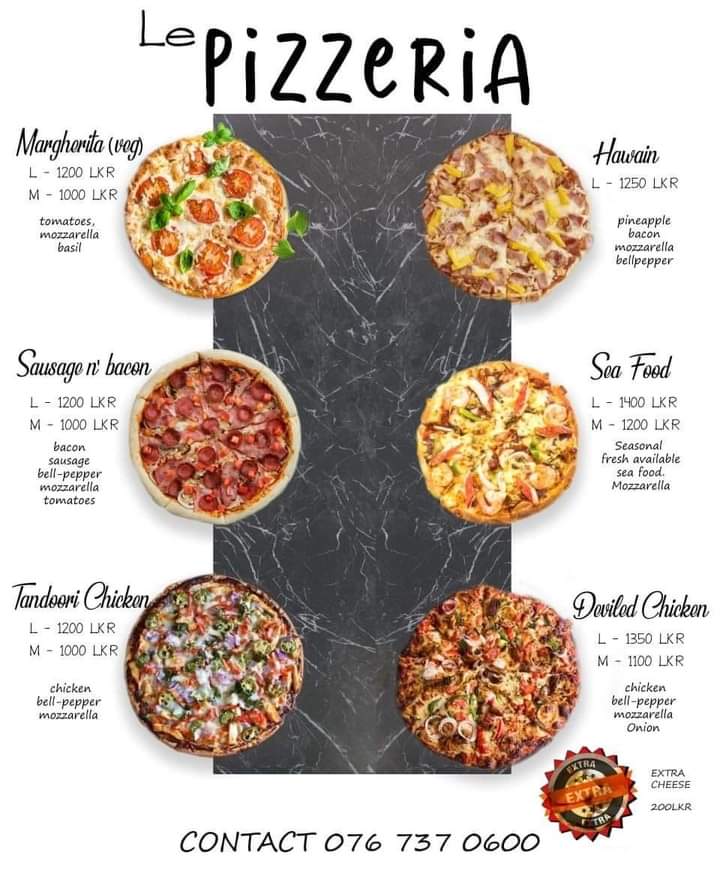 Le PiZZeRiA
Margherita (veg)
L - 1200 LKR
M - 1000 LKR
tomatoes,
mozzarella
basil
Hawain
L - 1250 LKR
pineapple
bacon
mozzarella
bellpepper
Sausage n' bacon
L - 1200 LKR
M - 1000 LKR
bacon
sausage
bell-pepper
mozzarella
tomatoes
Sea Food
L - 1400 LKR
M - 1200 LKR
Seasonal
fresh available
sea food.
Mozzarella
Tandoori Chicken
L - 1200 LKR
M - 1000 LKR
chicken
bell-pepper
mozzarella
Deviled Chicken
L - 1350 LKR
M - 1100 LKR
chicken
bell-pepper
mozzarella
Onion
EXTRA
EXTRA
EXTRA
EXTRA
CHEESE
200LKR
CONTACT 076 737 0600